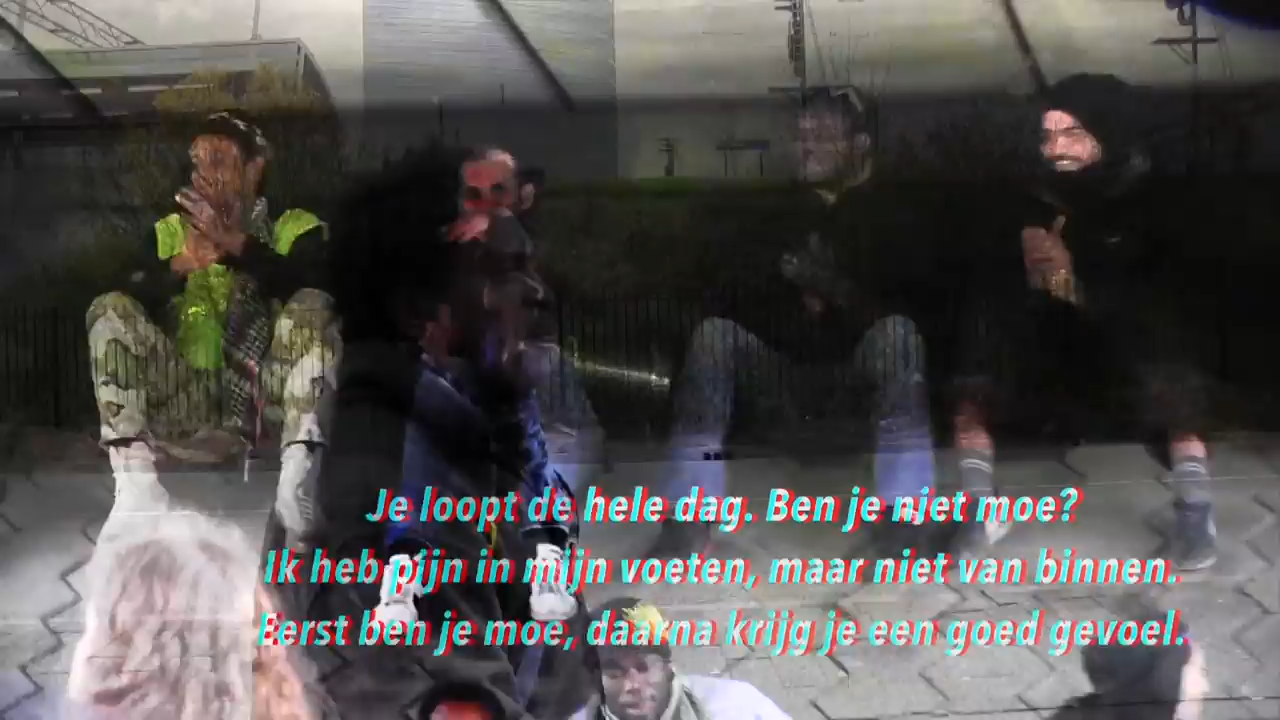 Je loopt de hele dag. Ben je niet moe?
Ik heb pijn in mijn voeten, maar niet van binnen.
Eerst ben je moe, daarna krijg je een goed gevoel.